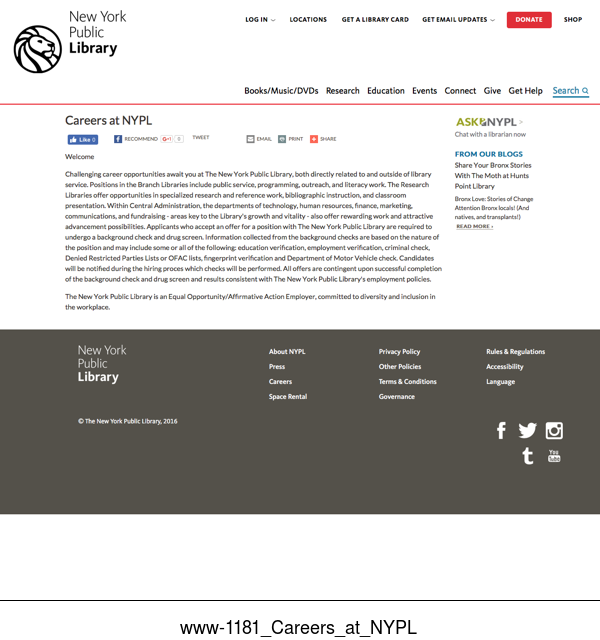 New York
Public
Library
LOG IN
LOCATIONS
GET A LIBRARY CARD
GET EMAIL UPDATES
DONATE
SHOP
Books/Music/DVDs Research Education Events Connect Give Get Help Search
Careers at NYPL
Like 0
RECOMMEND
G+1 0
TWEET
EMAIL
PRINT
SHARE
Welcome
Challenging career opportunities await you at The New York Public Library, both directly related to and outside of library
service. Positions in the Branch Libraries include public service, programming, outreach, and literacy work. The Research
Libraries offer opportunities in specialized research and reference work, bibliographic instruction, and classroom
presentation. Within Central Administration, the departments of technology, human resources, finance, marketing,
communications, and fundraising - areas key to the Library's growth and vitality - also offer rewarding work and attractive
advancement possibilities. Applicants who accept an offer for a position with The New York Public Library are required to
undergo a background check and drug screen. Information collected from the background checks are based on the nature of
the position and may include some or all of the following: education verification, employment verification, criminal check,
Denied Restricted Parties Lists or OFAC lists, fingerprint verification and Department of Motor Vehicle check. Candidates
will be notified during the hiring proces which checks will be performed. All offers are contingent upon successful completion
of the background check and drug screen and results consistent with The New York Public Library's employment policies.
The New York Public Library is an Equal Opportunity/Affirmative Action Employer, committed to diversity and inclusion in
the workplace.
ASK NYPL >
Chat with a librarian now
FROM OUR BLOGS
Share Your Bronx Stories
With The Moth at Hunts
Point Library
Bronx Love: Stories of Change
Attention Bronx locals! (And
natives, and transplants!)
READ MORE ›
New York
Public
Library
About NYPL
Press
Careers
Space Rental
Privacy Policy
Other Policies
Terms & Conditions
Governance
Rules & Regulations
Accessibility
Language
© The New York Public Library, 2016
You
Tube
www-1181_Careers_at_NYPL